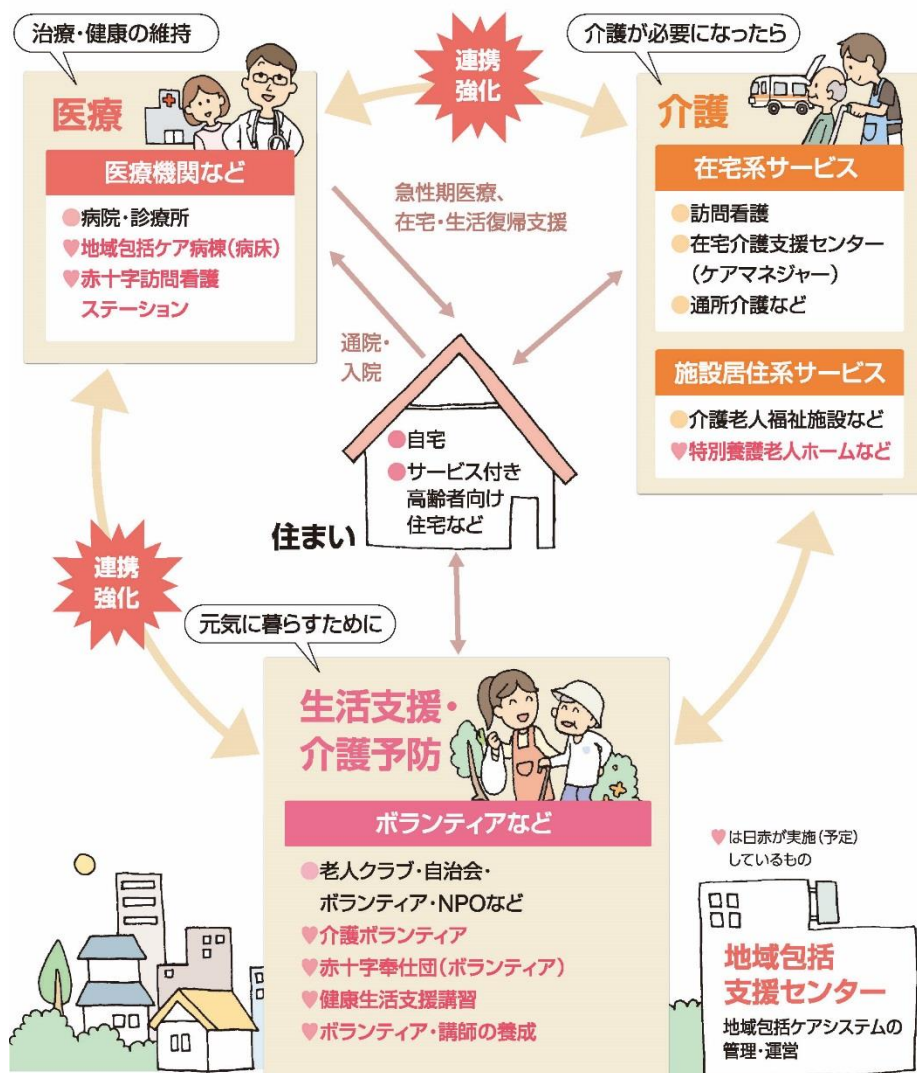 治療・健康の維持
医療
医療機関など
●病院・診療所
♥地域包括ケア病棟(病床)
♥赤十字訪問看護
ステーション
連携
強化
介護が必要になったら
介護
在宅系サービス
●訪問看護
●在宅介護支援センター
(ケアマネジャー)
●通所介護など
施設居住系サービス
●介護老人福祉施設など
♥特別養護老人ホームなど
急性期医療、
在宅・生活復帰支援
通院・
入院
●自宅
●サービス付き
高齢者向け
住宅など
住まい
連携
強化
元気に暮らすために
生活支援・
介護予防
ボランティアなど
●老人クラブ・自治会・
ボランティア・NPOなど
♥介護ボランティア
♥赤十字奉仕団(ボランティア)
♥健康生活支援講習
♥ボランティア・講師の養成
♥は日赤が実施(予定)
しているもの
地域包括
支援センター
地域包括ケアシステムの
管理・運営